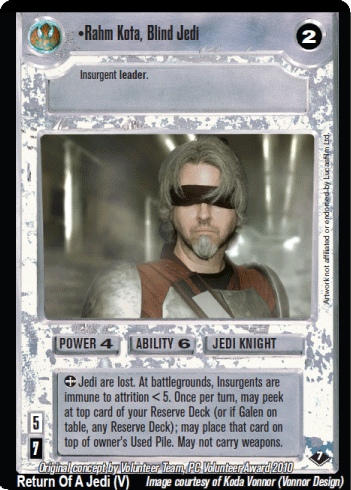 •Rahm Kota, Blind Jedi
2
Insurgent leader.
Artwork not affiliated or endorsed by Lucasfilm Ltd.
POWER 4
ABILITY 6
JEDI KNIGHT
Jedi are lost. At battlegrounds, Insurgents are
immune to attrition < 5. Once per turn, may peek
at top card of your Reserve Deck (or if Galen on
table, any Reserve Deck); may place that card on
top of owner's Used Pile. May not carry weapons.
5
7
7
Original concept by Volunteer Team, PC Volunteer Award 2010
Return Of A Jedi (V)
Image courtesy of Koda Vonnor (Vonnor Design)